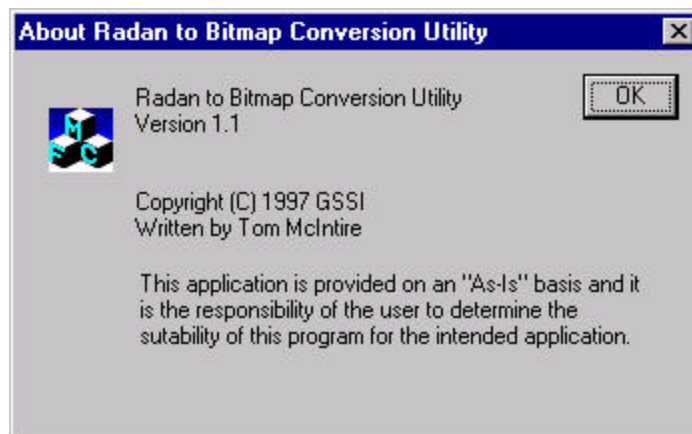 About Radan to Bitmap Conversion Utility
Radan to Bitmap Conversion Utility
OK
Version 1.1
M
F C
Copyright (C) 1997 GSSI
Written by Tom McIntire
This application is provided on an "As-Is" basis and it
is the responsibility of the user to determine the
sutability of this program for the intended application.